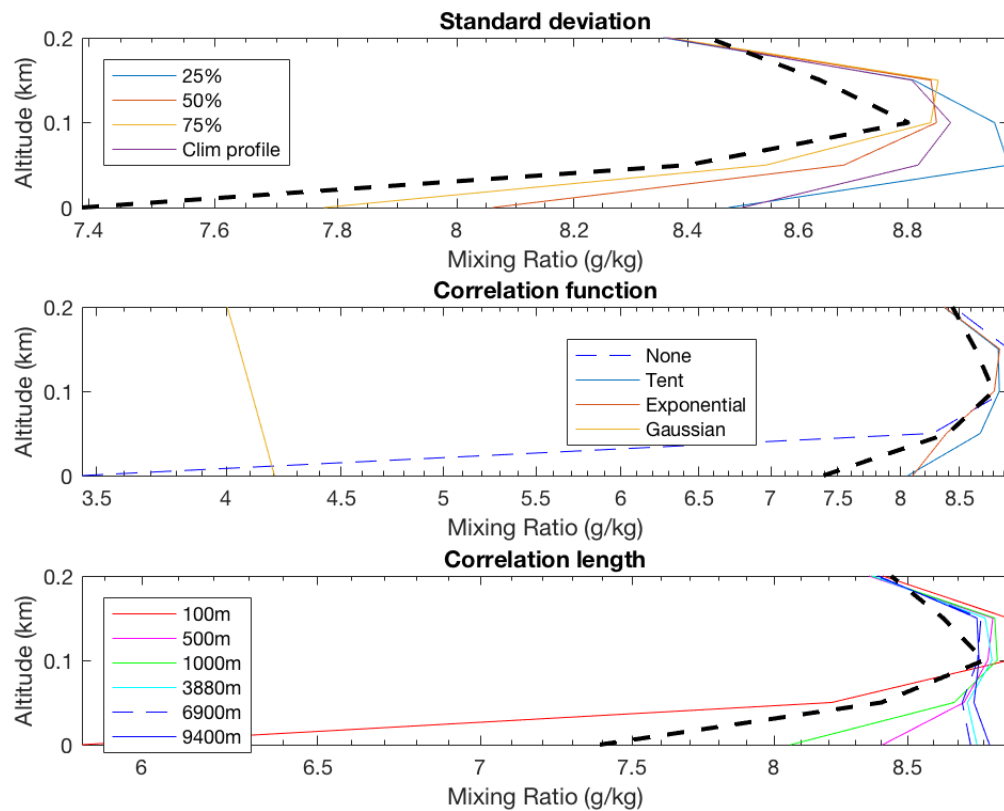 Standard deviation
0.2
0.1
0
Altitude (km)
25%
50%
75%
Clim profile
7.4 7.6 7.8 8 8.2 8.4 8.6 8.8
Mixing Ratio (g/kg)
Correlation function
0.2
0.1
0
Altitude (km)
None
Tent
Exponential
Gaussian
3.5 4 4.5 5 5.5 6 6.5 7 7.5 8 8.5
Mixing Ratio (g/kg)
Correlation length
0.2
0.1
0
Altitude (km)
100m
500m
1000m
3880m
6900m
9400m
6 6.5 7 7.5 8 8.5
Mixing Ratio (g/kg)